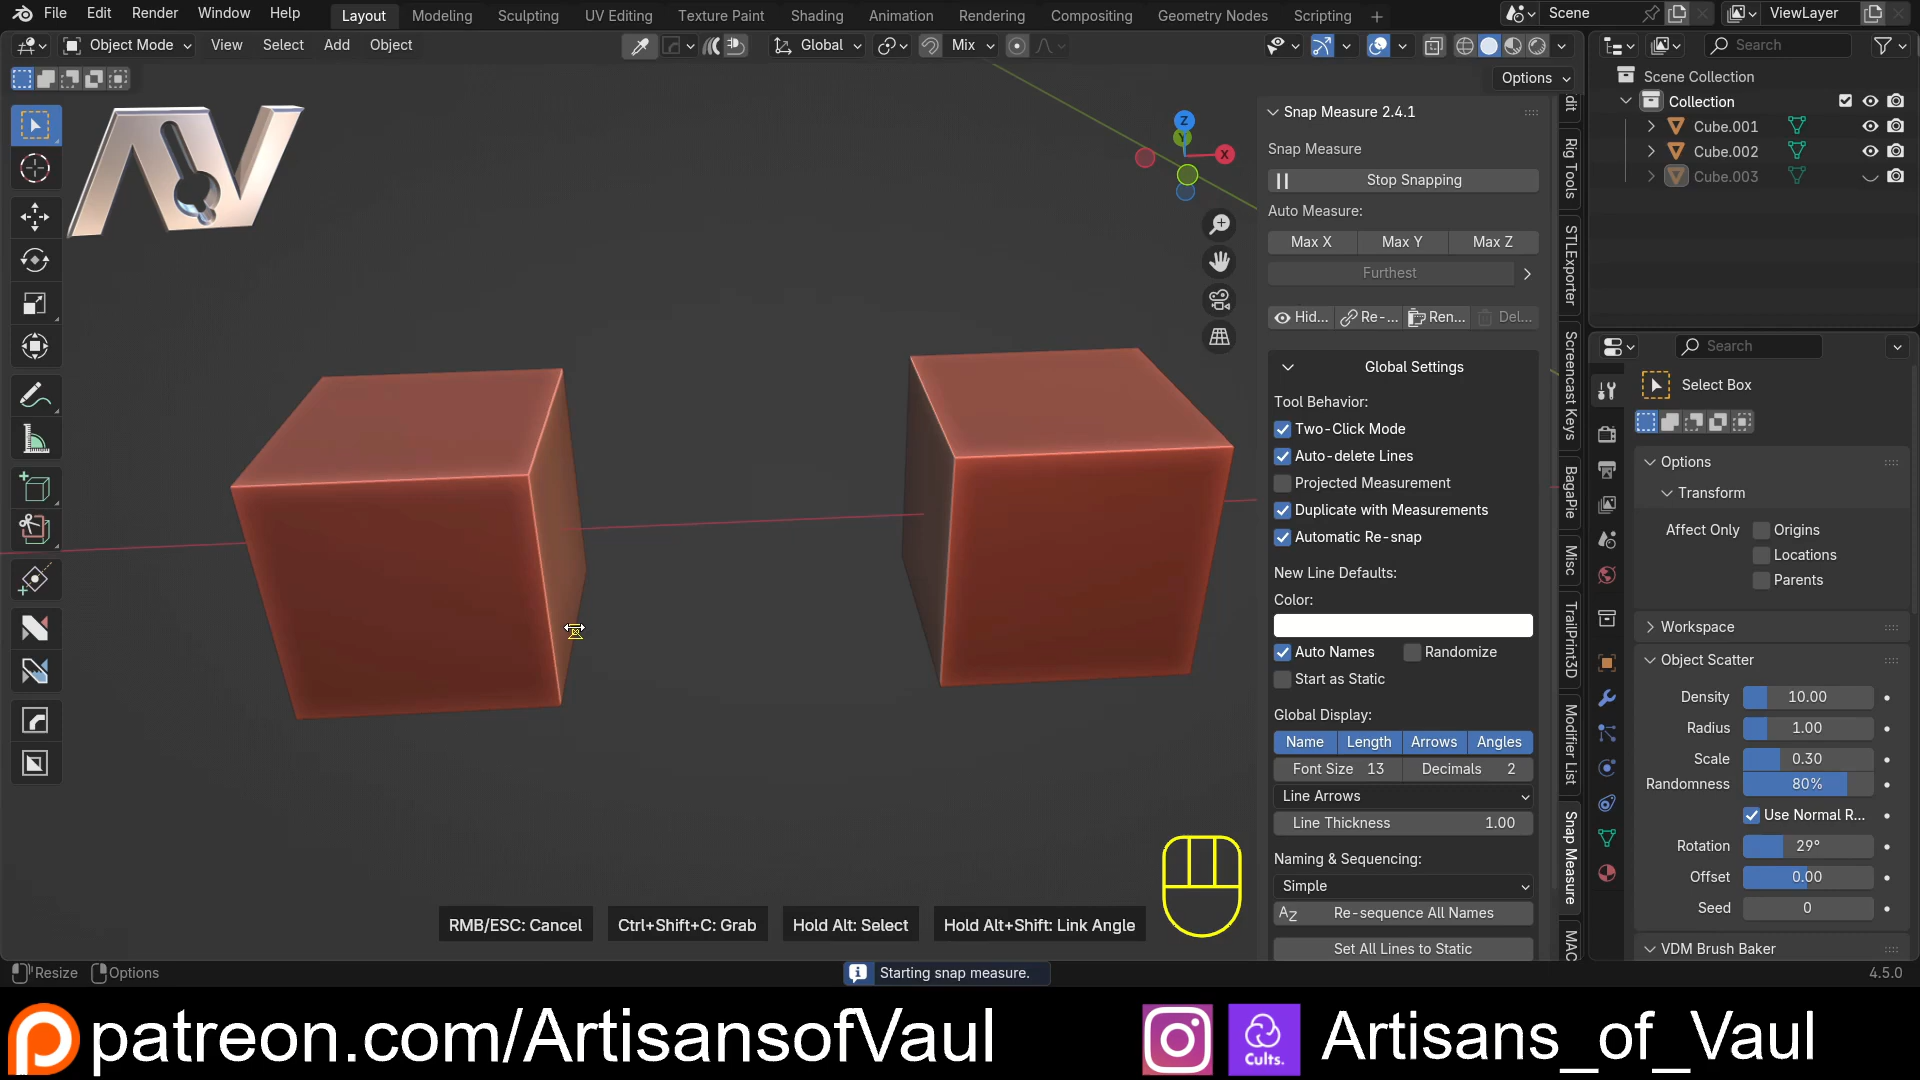 File Edit Render Window Help Layout Modeling Sculpting UV Editing Texture Paint Shading Animation Rendering Compositing Geometry Nodes Scripting + Scene ViewLayer
Object Mode View Select Add Object Global Mix Search
Options
Scene Collection
Collection
Cube.001
Cube.002
Cube.003
Z
X
Snap Measure 2.4.1
Snap Measure
Stop Snapping
Auto Measure:
Max X Max Y Max Z
Furthest
Hid... Re-... Ren... Del...
Global Settings
Tool Behavior:
Two-Click Mode
Auto-delete Lines
Projected Measurement
Duplicate with Measurements
Automatic Re-snap
New Line Defaults:
Color:
Auto Names Randomize
Start as Static
Global Display:
Name Length Arrows Angles
Font Size 13 Decimals 2
Line Arrows
Line Thickness 1.00
Naming & Sequencing:
Simple
AZ Re-sequence All Names
Set All Lines to Static
Rig Tools
STLExporter
Screencast Keys
BagaPie
Misc
TrailPrint3D
Modifier List
Snap Measure
Search
Select Box
Options
Transform
Affect Only Origins
Locations
Parents
Workspace
Object Scatter
Density 10.00
Radius 1.00
Scale 0.30
Randomness 80%
Use Normal R...
Rotation 29°
Offset 0.00
Seed 0
VDM Brush Baker
RMB/ESC: Cancel Ctrl+Shift+C: Grab Hold Alt: Select Hold Alt+Shift: Link Angle
Resize Options Starting snap measure. 4.5.0
patreon.com/ArtisansofVaul Cults. Artisans_of_Vaul